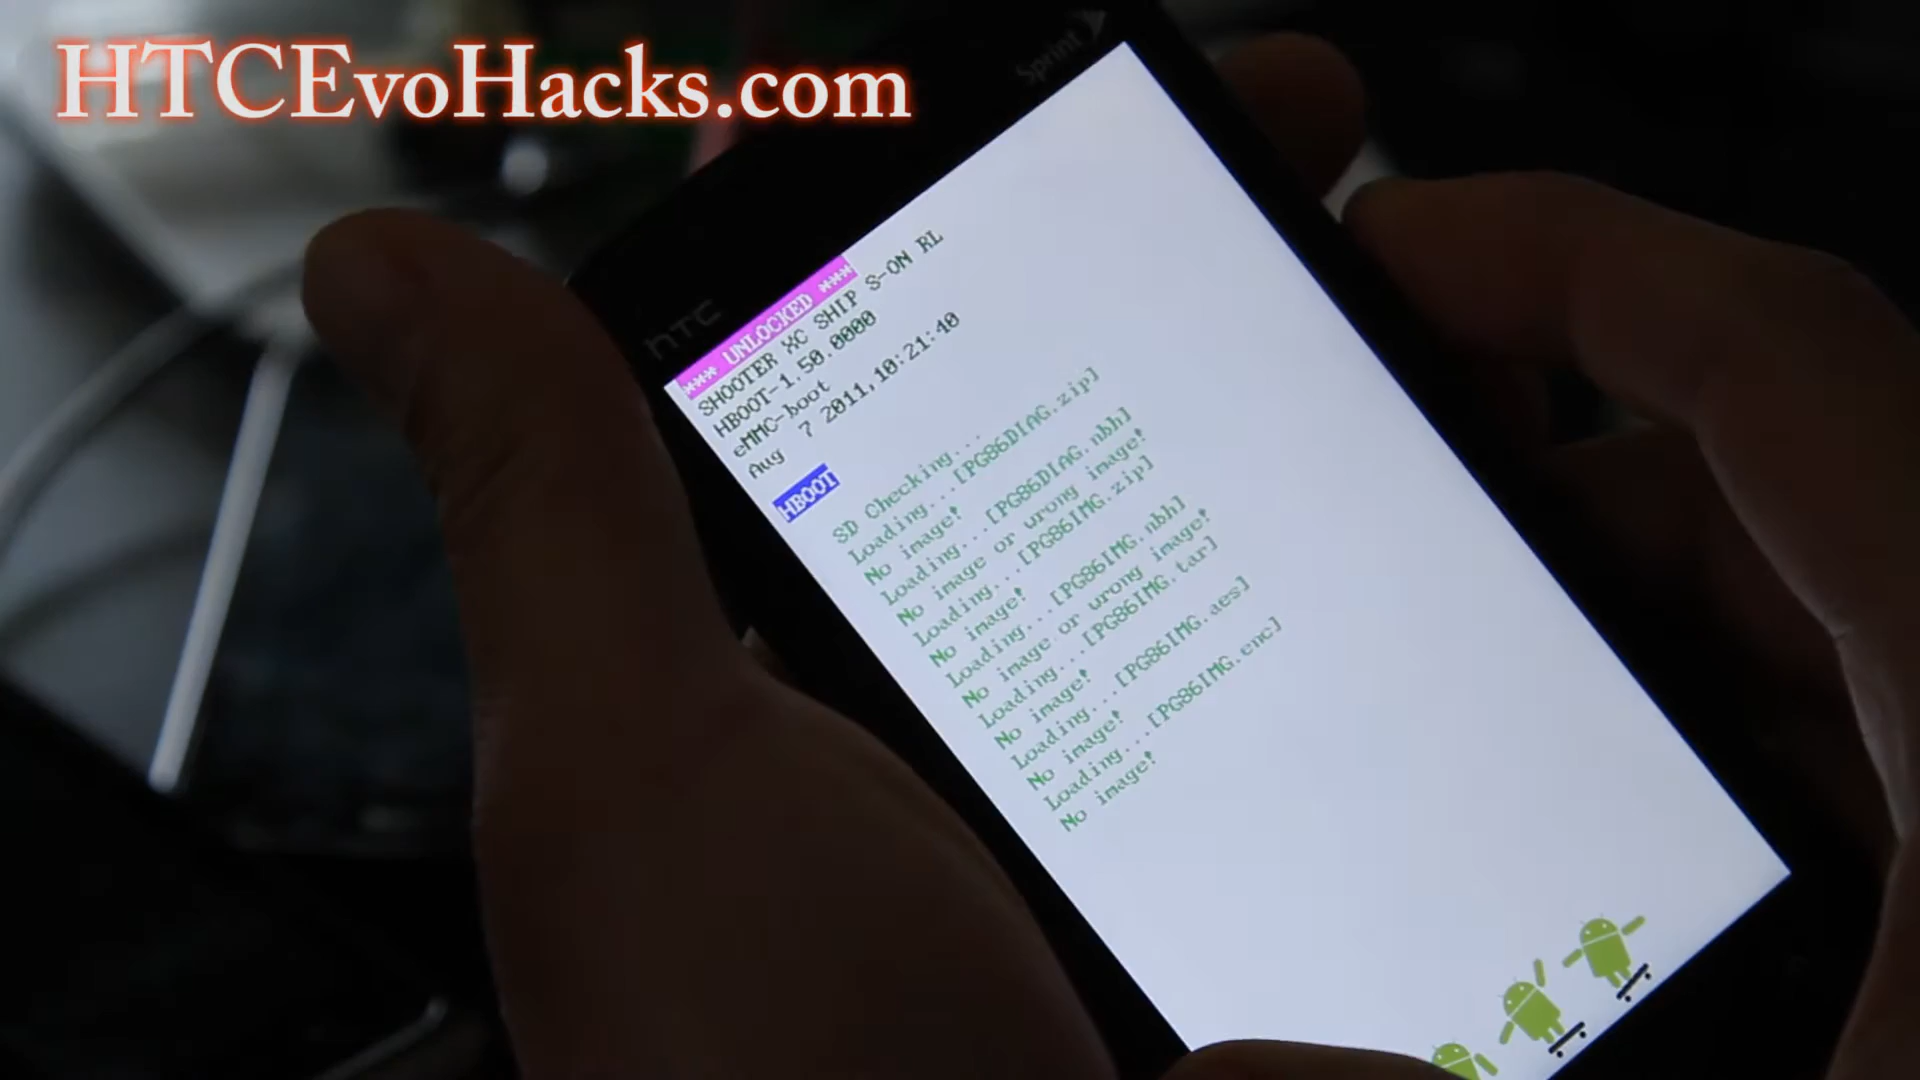 HTCEvoHacks.com
Sprint
hTC
*** UNLOCKED ***
SHOOTER XC SHIP S-ON RL
HBOOT-1.50.0000
eMMC-boot
Aug 7 2011,10:21:40
HBOOT
SD Checking...
Loading...[PG86DIAG.zip]
No image!
Loading...[PG86DIAG.nbh]
No image or wrong image!
Loading...[PG86IMG.zip]
No image!
Loading...[PG86IMG.nbh]
No image or wrong image!
Loading...[PG86IMG.tar]
No image!
Loading...[PG86IMG.aes]
No image!
Loading...[PG86IMG.enc]
No image!